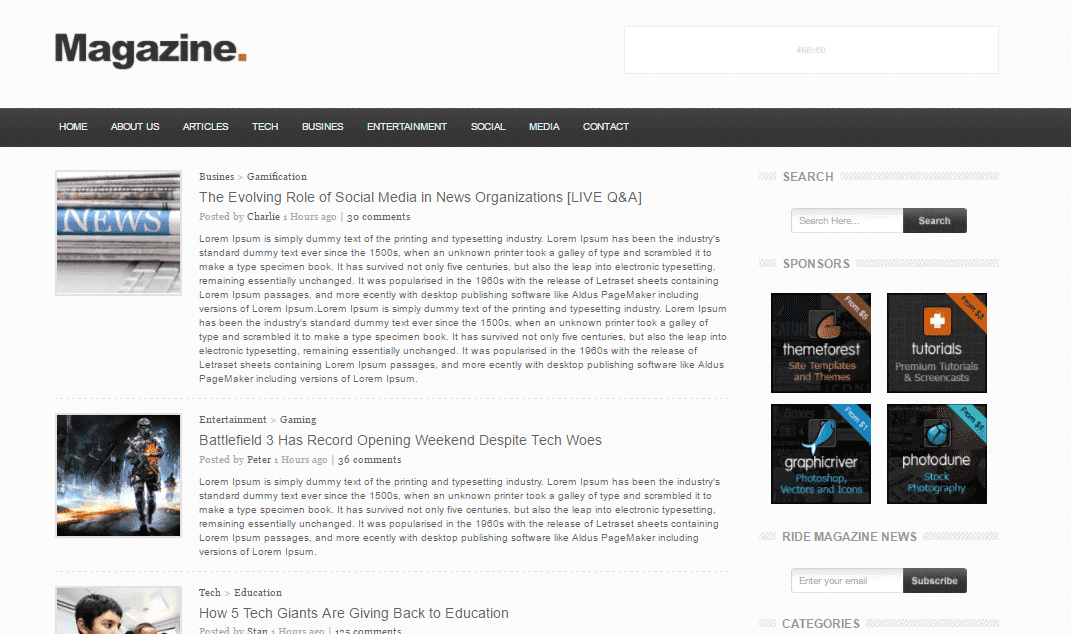 Magazine.
468x60
HOME ABOUT US ARTICLES TECH BUSINES ENTERTAINMENT SOCIAL MEDIA CONTACT
NEWS
Busines > Gamification
The Evolving Role of Social Media in News Organizations [LIVE Q&A]
Posted by Charlie 1 Hours ago | 30 comments
Lorem Ipsum is simply dummy text of the printing and typesetting industry. Lorem Ipsum has been the industry's
standard dummy text ever since the 1500s, when an unknown printer took a galley of type and scrambled it to
make a type specimen book. It has survived not only five centuries, but also the leap into electronic typesetting,
remaining essentially unchanged. It was popularised in the 1960s with the release of Letraset sheets containing
Lorem Ipsum passages, and more ecently with desktop publishing software like Aldus PageMaker including
versions of Lorem Ipsum.Lorem Ipsum is simply dummy text of the printing and typesetting industry. Lorem Ipsum
has been the industry's standard dummy text ever since the 1500s, when an unknown printer took a galley of
type and scrambled it to make a type specimen book. It has survived not only five centuries, but also the leap into
electronic typesetting, remaining essentially unchanged. It was popularised in the 1960s with the release of
Letraset sheets containing Lorem Ipsum passages, and more ecently with desktop publishing software like Aldus
PageMaker including versions of Lorem Ipsum.
Entertainment > Gaming
Battlefield 3 Has Record Opening Weekend Despite Tech Woes
Posted by Peter 1 Hours ago | 36 comments
Lorem Ipsum is simply dummy text of the printing and typesetting industry. Lorem Ipsum has been the industry's
standard dummy text ever since the 1500s, when an unknown printer took a galley of type and scrambled it to
make a type specimen book. It has survived not only five centuries, but also the leap into electronic typesetting,
remaining essentially unchanged. It was popularised in the 1960s with the release of Letraset sheets containing
Lorem Ipsum passages, and more ecently with desktop publishing software like Aldus PageMaker including
versions of Lorem Ipsum.
Tech > Education
How 5 Tech Giants Are Giving Back to Education
Posted by Stan 1 Hours ago | 125 comments
SEARCH
Search Here... Search
SPONSORS
From $5
themeforest
Site Templates
and Themes
From $3
tutorials
Premium Tutorials
& Screencasts
From $1
graphicriver
Photoshop,
Vectors and Icons
photodune
Stock
Photography
RIDE MAGAZINE NEWS
Enter your email Subscribe
CATEGORIES